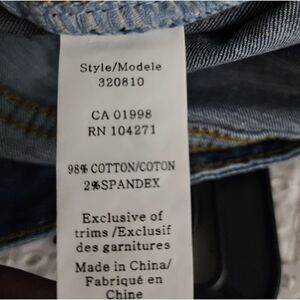 Style/Modele
320810
CA 01998
RN 104271
98% COTTON/COTON
2%SPANDEX
Exclusive of
trims /Exclusif
des garnitures
Made in China/
Fabriqué en
Chine